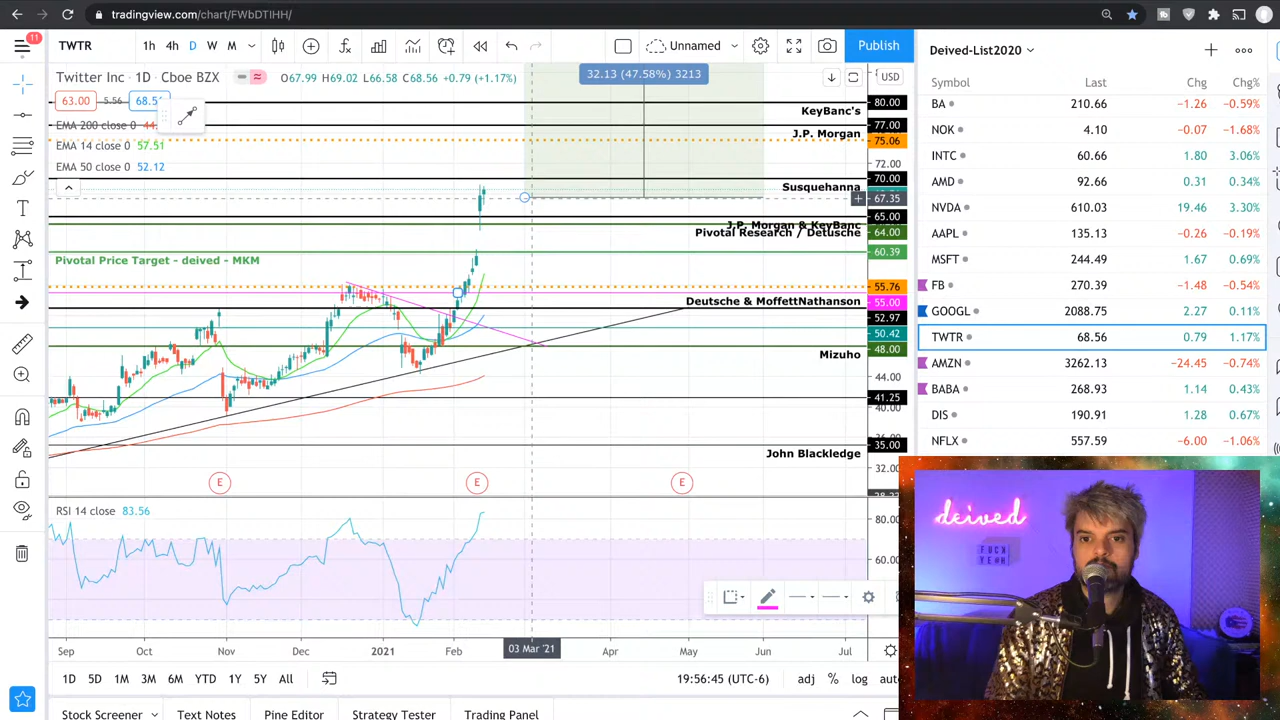 tradingview.com/chart/FWbDTIHH/
11
TWTR
1h 4h D W M
Unnamed
Publish
Twitter Inc • 1D • Cboe BZX
O67.99 H69.02 L66.58 C68.56 +0.79 (+1.17%)
32.13 (47.58%) 3213
USD
63.00 5.56
EMA 200 close 0
EMA 14 close 0 57.51
EMA 50 close 0 52.12
KeyBanc's
J.P. Morgan
Susquehanna
J.P. Morgan & KeyBanc
Pivotal Research / Detusche
Pivotal Price Target - deived - MKM
Deutsche & MoffettNathanson
Mizuho
John Blackledge
80.00
77.00
75.06
72.00
70.00
67.35
65.00
64.00
60.39
55.76
55.00
52.97
50.42
48.00
44.00
41.25
40.00
35.00
32.00
E E E
RSI 14 close 83.56
80.00
60.00
Sep Oct Nov Dec 2021 Feb 03 Mar '21 Apr May Jun Jul
1D 5D 1M 3M 6M YTD 1Y 5Y All
19:56:45 (UTC-6)
adj % log
Stock Screener Text Notes Pine Editor Strategy Tester Trading Panel
Deived-List2020
Symbol Last Chg Chg%
BA 210.66 −1.26 −0.59%
NOK 4.10 −0.07 −1.68%
INTC 60.66 1.80 3.06%
AMD 92.66 0.31 0.34%
NVDA 610.03 19.46 3.30%
AAPL 135.13 −0.26 −0.19%
MSFT 244.49 1.67 0.69%
FB 270.39 −1.48 −0.54%
GOOGL 2088.75 2.27 0.11%
TWTR 68.56 0.79 1.17%
AMZN 3262.13 −24.45 −0.74%
BABA 268.93 1.14 0.43%
DIS 190.91 1.28 0.67%
NFLX 557.59 −6.00 −1.06%
deived
FUCK
YEAH